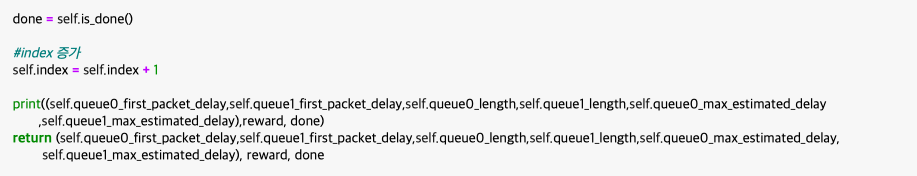 done = self.is_done()
#index 증가
self.index = self.index + 1
print((self.queue0_first_packet_delay,self.queue1_first_packet_delay,self.queue0_length,self.queue1_length,self.queue0_max_estimated_delay
,self.queue1_max_estimated_delay),reward, done)
return (self.queue0_first_packet_delay,self.queue1_first_packet_delay,self.queue0_length,self.queue1_length,self.queue0_max_estimated_delay,
self.queue1_max_estimated_delay), reward, done